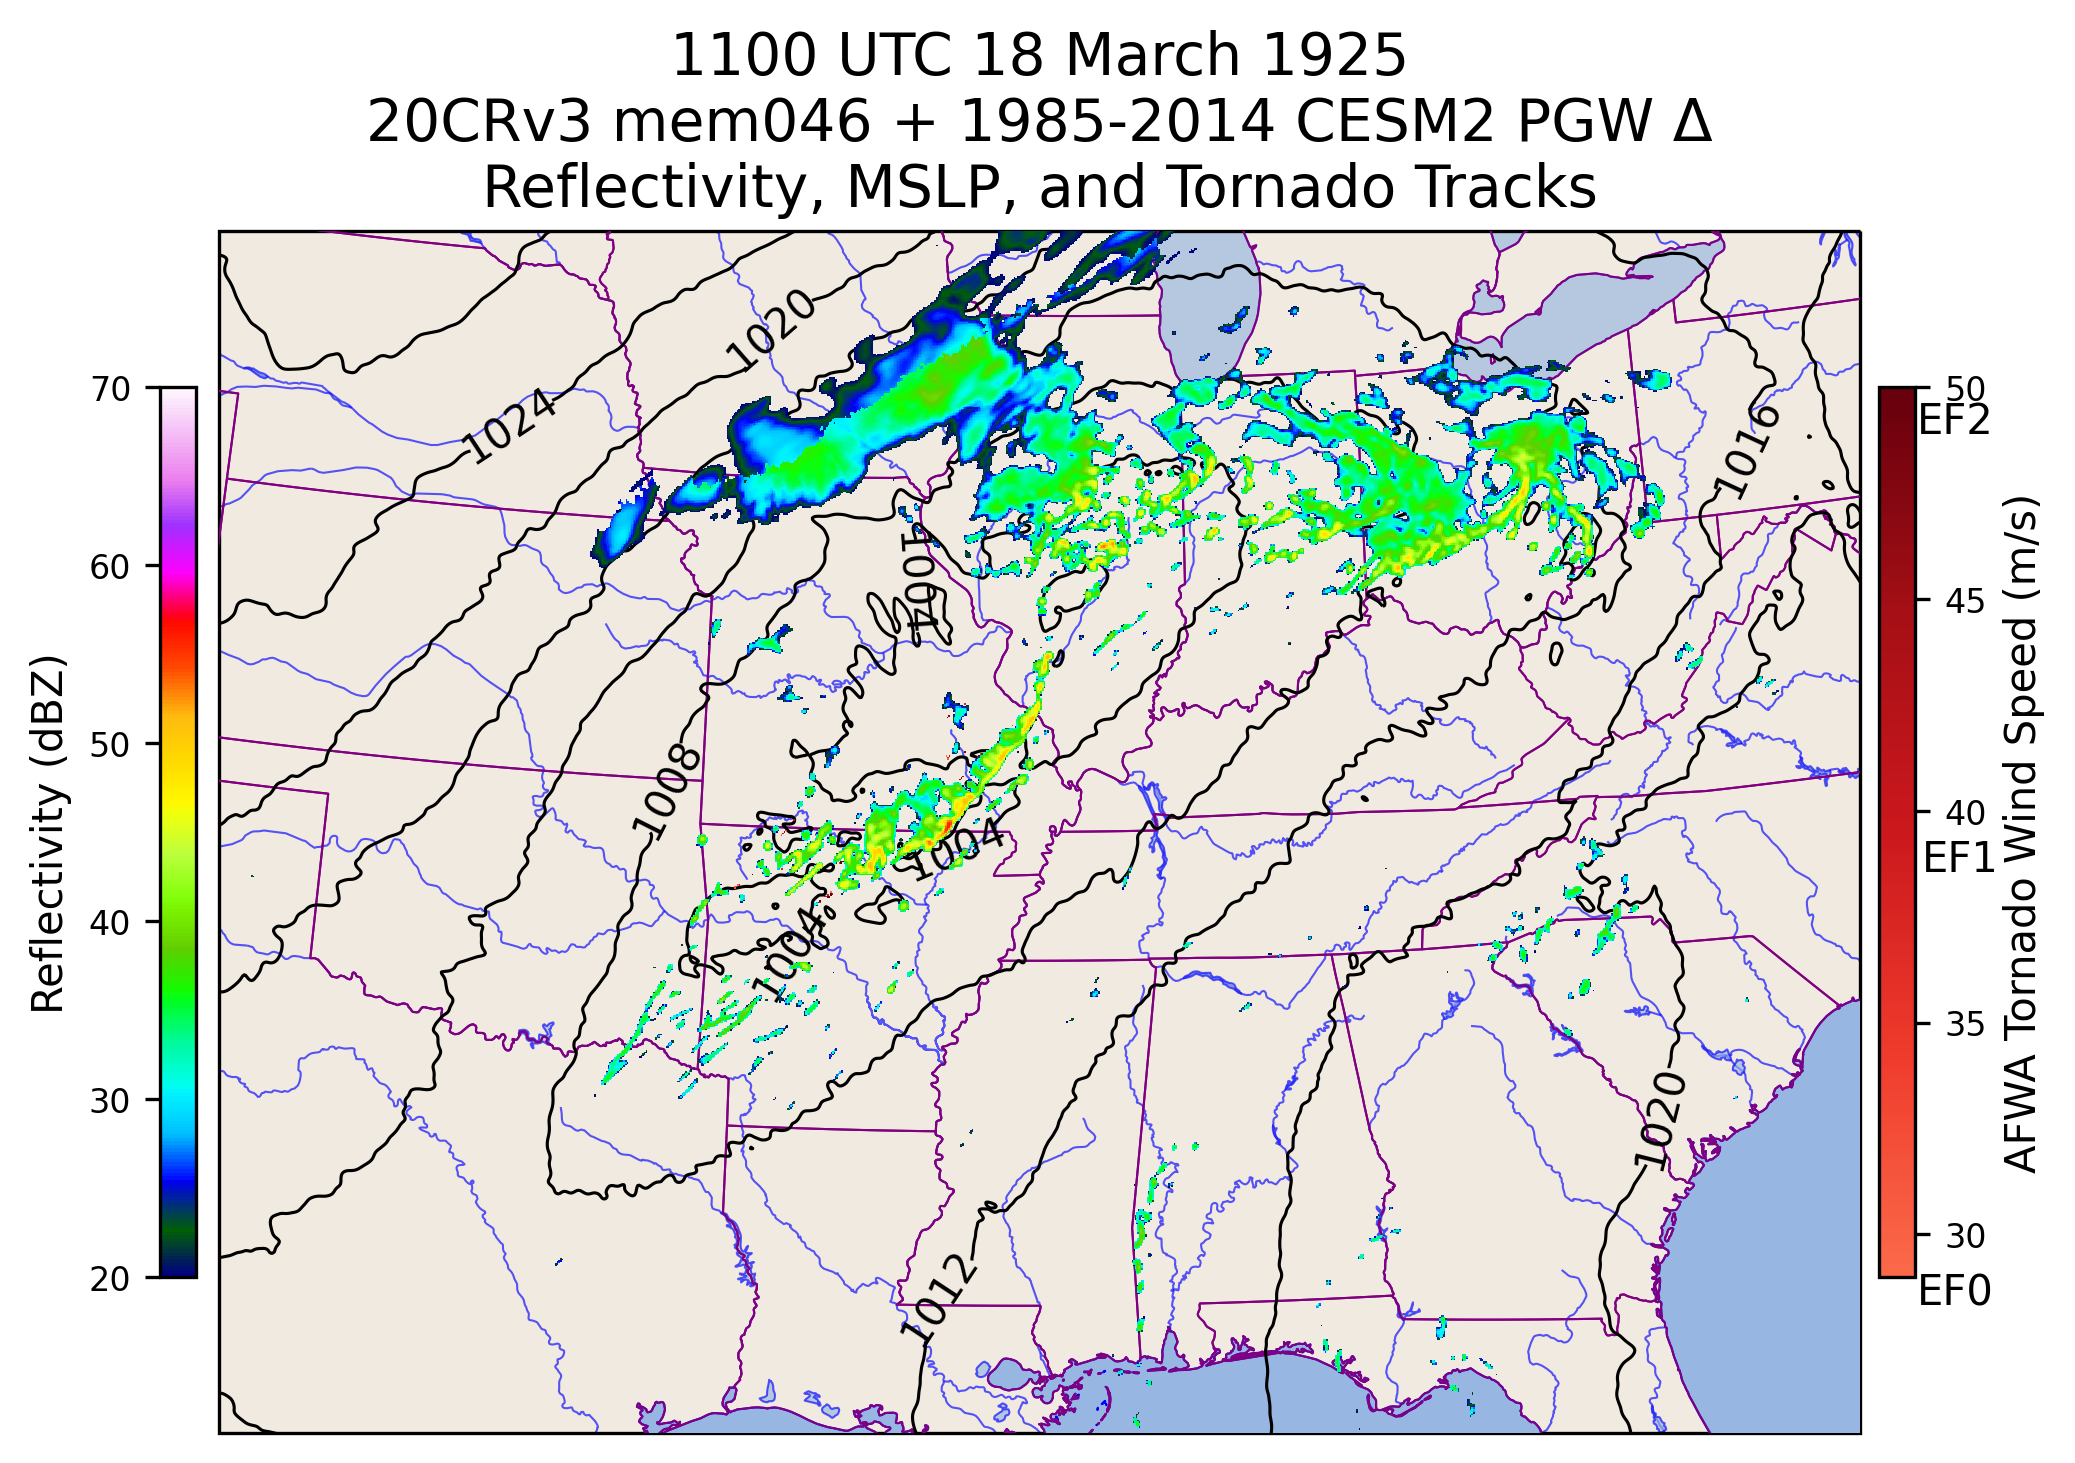 1100 UTC 18 March 1925
20CRv3 mem046 + 1985-2014 CESM2 PGW Δ
Reflectivity, MSLP, and Tornado Tracks
Reflectivity (dBZ)
70
60
50
40
30
20
1020
1024
1016
1004
1008
1004
1004
1020
1012
50
EF2
45
40
EF1
35
30
EF0
AFWA Tornado Wind Speed (m/s)